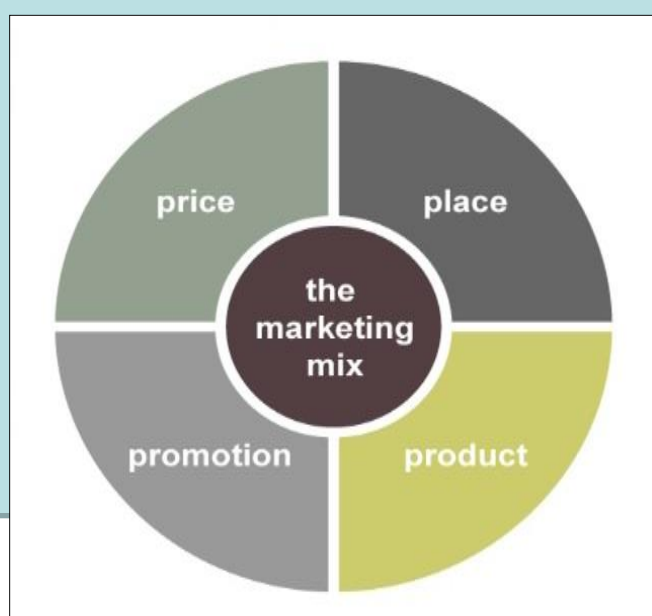 price
place
the
marketing
mix
promotion
product